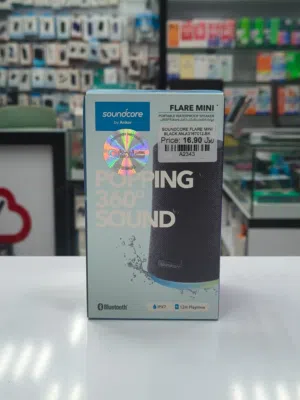 soundcore
by Anker
FLARE MINI
PORTABLE WATERPROOF SPEAKER
SOUNDCORE FLARE MINI
Price: 16.90
A2343
POPPING
360°
SOUND
Bluetooth
IPX7
12H Playtime